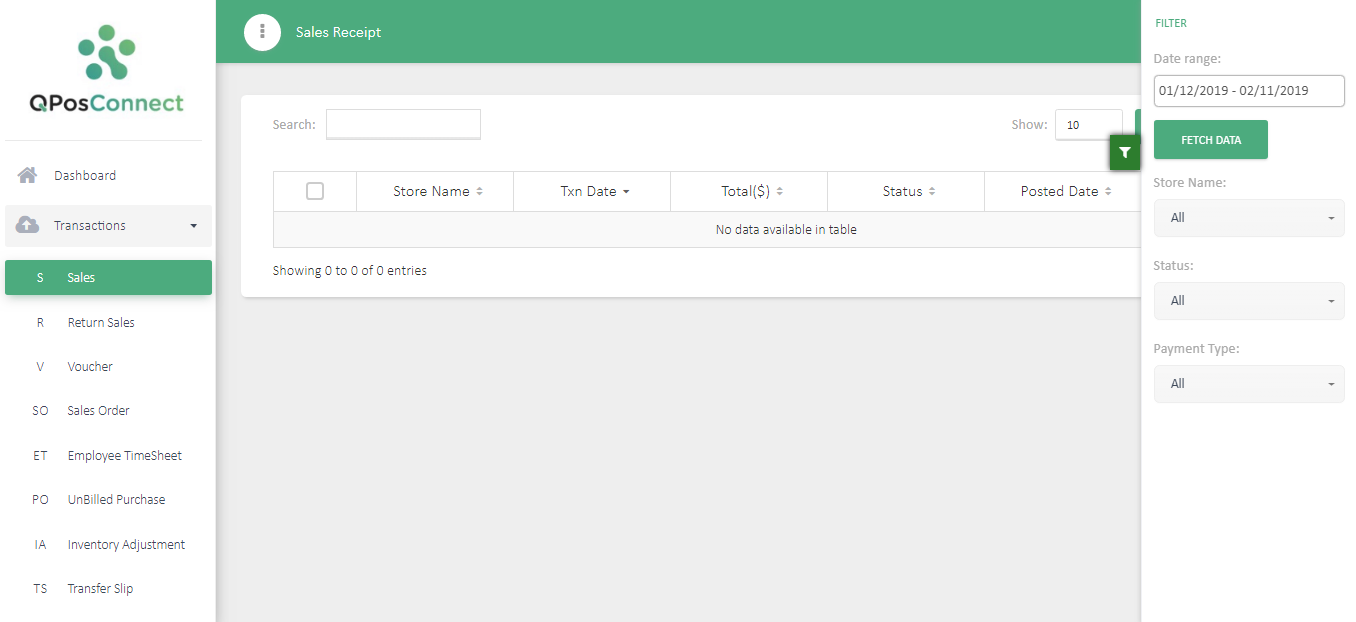 QPosConnect
Dashboard
Transactions
S Sales
R Return Sales
V Voucher
SO Sales Order
ET Employee TimeSheet
PO UnBilled Purchase
IA Inventory Adjustment
TS Transfer Slip
Sales Receipt
Search:
Show: 10
Store Name Txn Date Total($) Status Posted Date
No data available in table
Showing 0 to 0 of 0 entries
FILTER
Date range:
01/12/2019 - 02/11/2019
FETCH DATA
Store Name:
All
Status:
All
Payment Type:
All